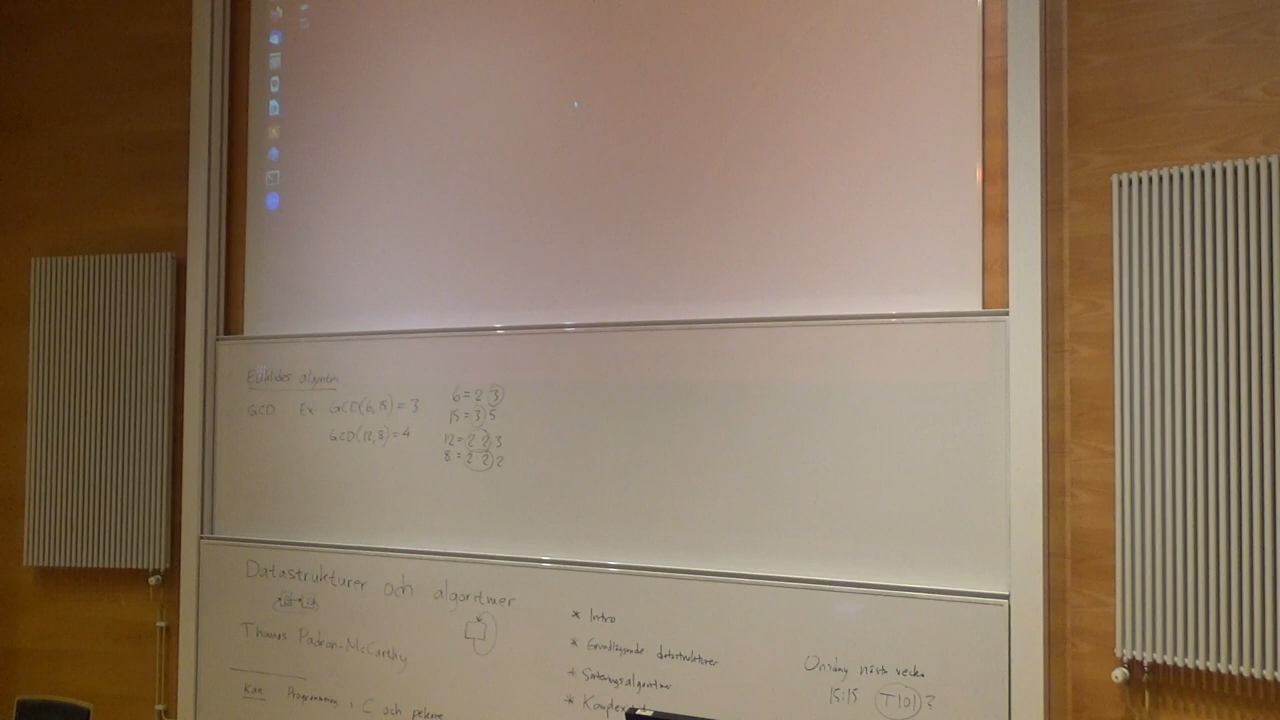 Euklides algoritm
GCD Ex GCD(6,15)=3
GCD(12,8)=4
6=2 3
15=3 5
12=2 2 3
8=2 2 2
Datastrukturer och algoritmer
Thomas Padron-McCarthy
Kan Programmering i C och pekare
* Intro
* Grundläggande datastrukturer
* Sorteringsalgoritmer
* Komplexitet
Onsdag nästa vecka
15:15 T101?